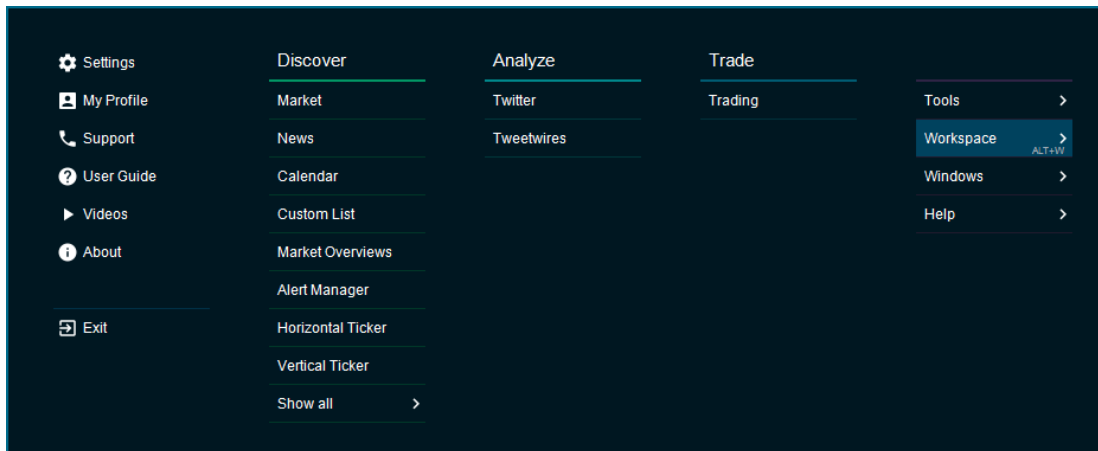 Settings
My Profile
Support
User Guide
Videos
About
Exit
Discover
Market
News
Calendar
Custom List
Market Overviews
Alert Manager
Horizontal Ticker
Vertical Ticker
Show all
Analyze
Twitter
Tweetwires
Trade
Trading
Tools
Workspace
ALT+W
Windows
Help